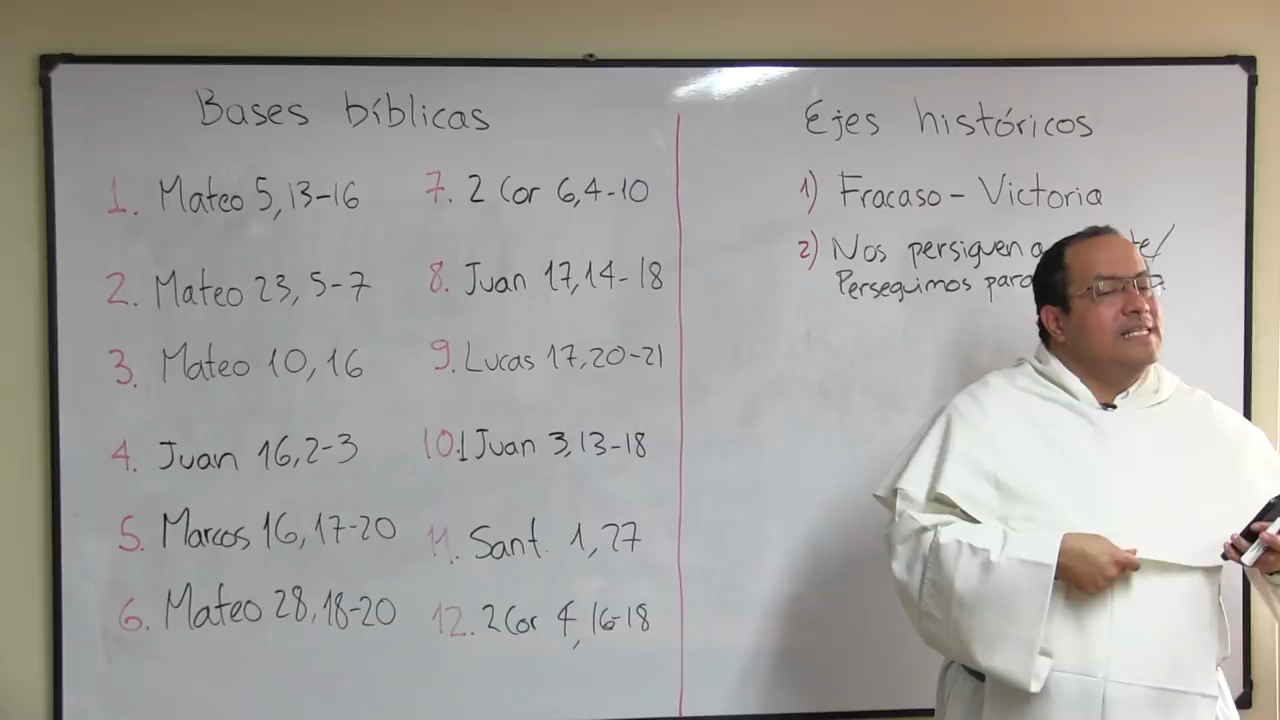 Bases bíblicas
1. Mateo 5, 13-16
2. Mateo 23, 5-7
3. Mateo 10, 16
4. Juan 16, 2-3
5. Marcos 16, 17-20
6. Mateo 28, 18-20
7. 2 Cor 6, 4-10
8. Juan 17, 14-18
9. Lucas 17, 20-21
10. 1 Juan 3, 13-18
11. Sant. 1, 27
12. 2 Cor 4, 16-18
Ejes históricos
1) Fracaso - Victoria
2) Nos persiguen a
Perseguimos para